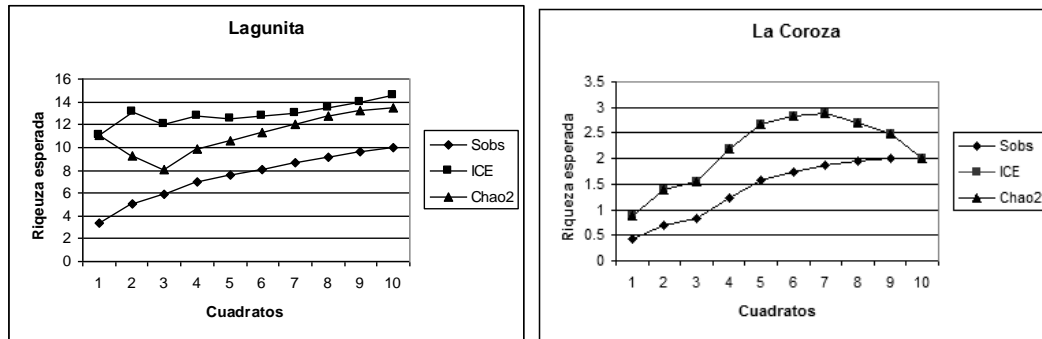 Lagunita
Riqeuza esperada
16
14
12
10
8
6
4
2
0
1 2 3 4 5 6 7 8 9 10
Cuadratos
Sobs
ICE
Chao2
La Coroza
Riqueza esperada
3.5
3
2.5
2
1.5
1
0.5
0
1 2 3 4 5 6 7 8 9 10
Cuadratos
Sobs
ICE
Chao2